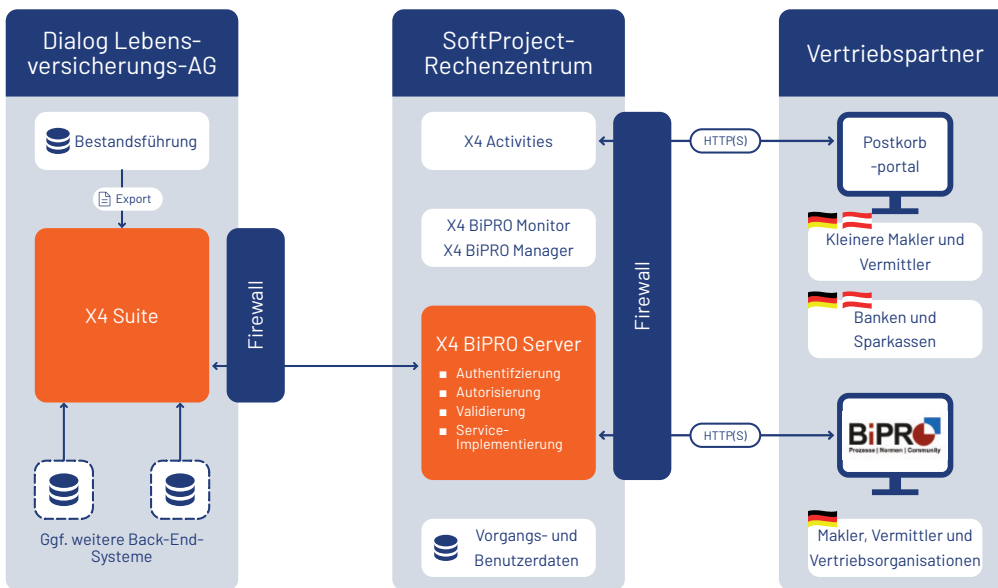 Dialog Lebens-
versicherungs-AG
Bestandsführung
Export
X4 Suite
Firewall
Ggf. weitere Back-End-
Systeme
SoftProject-
Rechenzentrum
X4 Activities
X4 BiPRO Monitor
X4 BiPRO Manager
X4 BiPRO Server
Authentifzierung
Autorisierung
Validierung
Service-
Implementierung
Vorgangs- und
Benutzerdaten
Firewall
HTTP(S)
HTTP(S)
Vertriebspartner
Postkorb
-portal
Kleinere Makler und
Vermittler
Banken und
Sparkassen
BiPRO
Prozesse | Normen | Community
Makler, Vermittler und
Vertriebsorganisationen